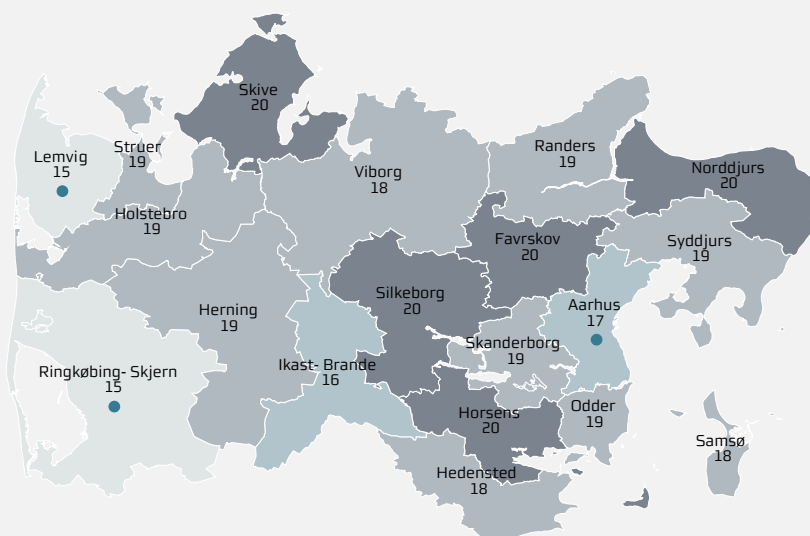 Skive
20
Struer
19
Lemvig
15
Viborg
18
Randers
19
Norddjurs
20
Holstebro
19
Favrskov
20
Syddjurs
19
Silkeborg
20
Herning
19
Aarhus
17
Skanderborg
19
Ringkøbing- Skjern
15
Ikast- Brande
16
Horsens
20
Odder
19
Samsø
18
Hedensted
18